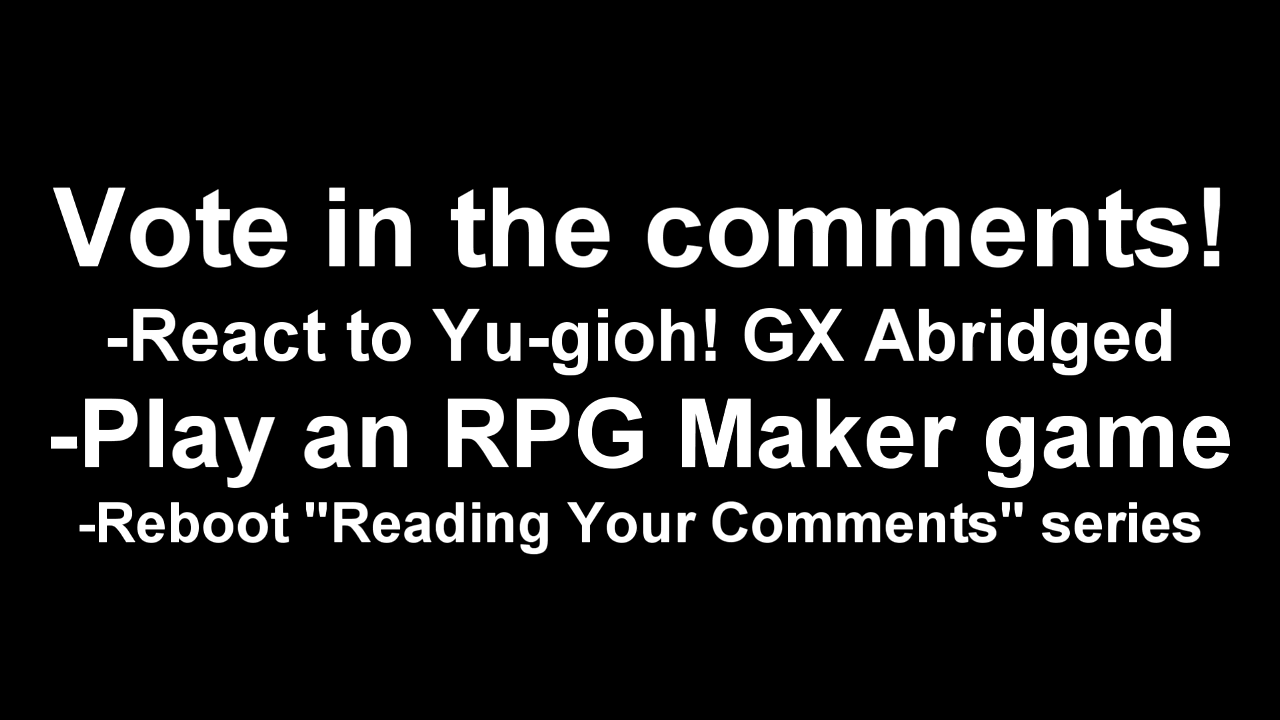 Vote in the comments!
-React to Yu-gioh! GX Abridged
-Play an RPG Maker game
-Reboot "Reading Your Comments" series